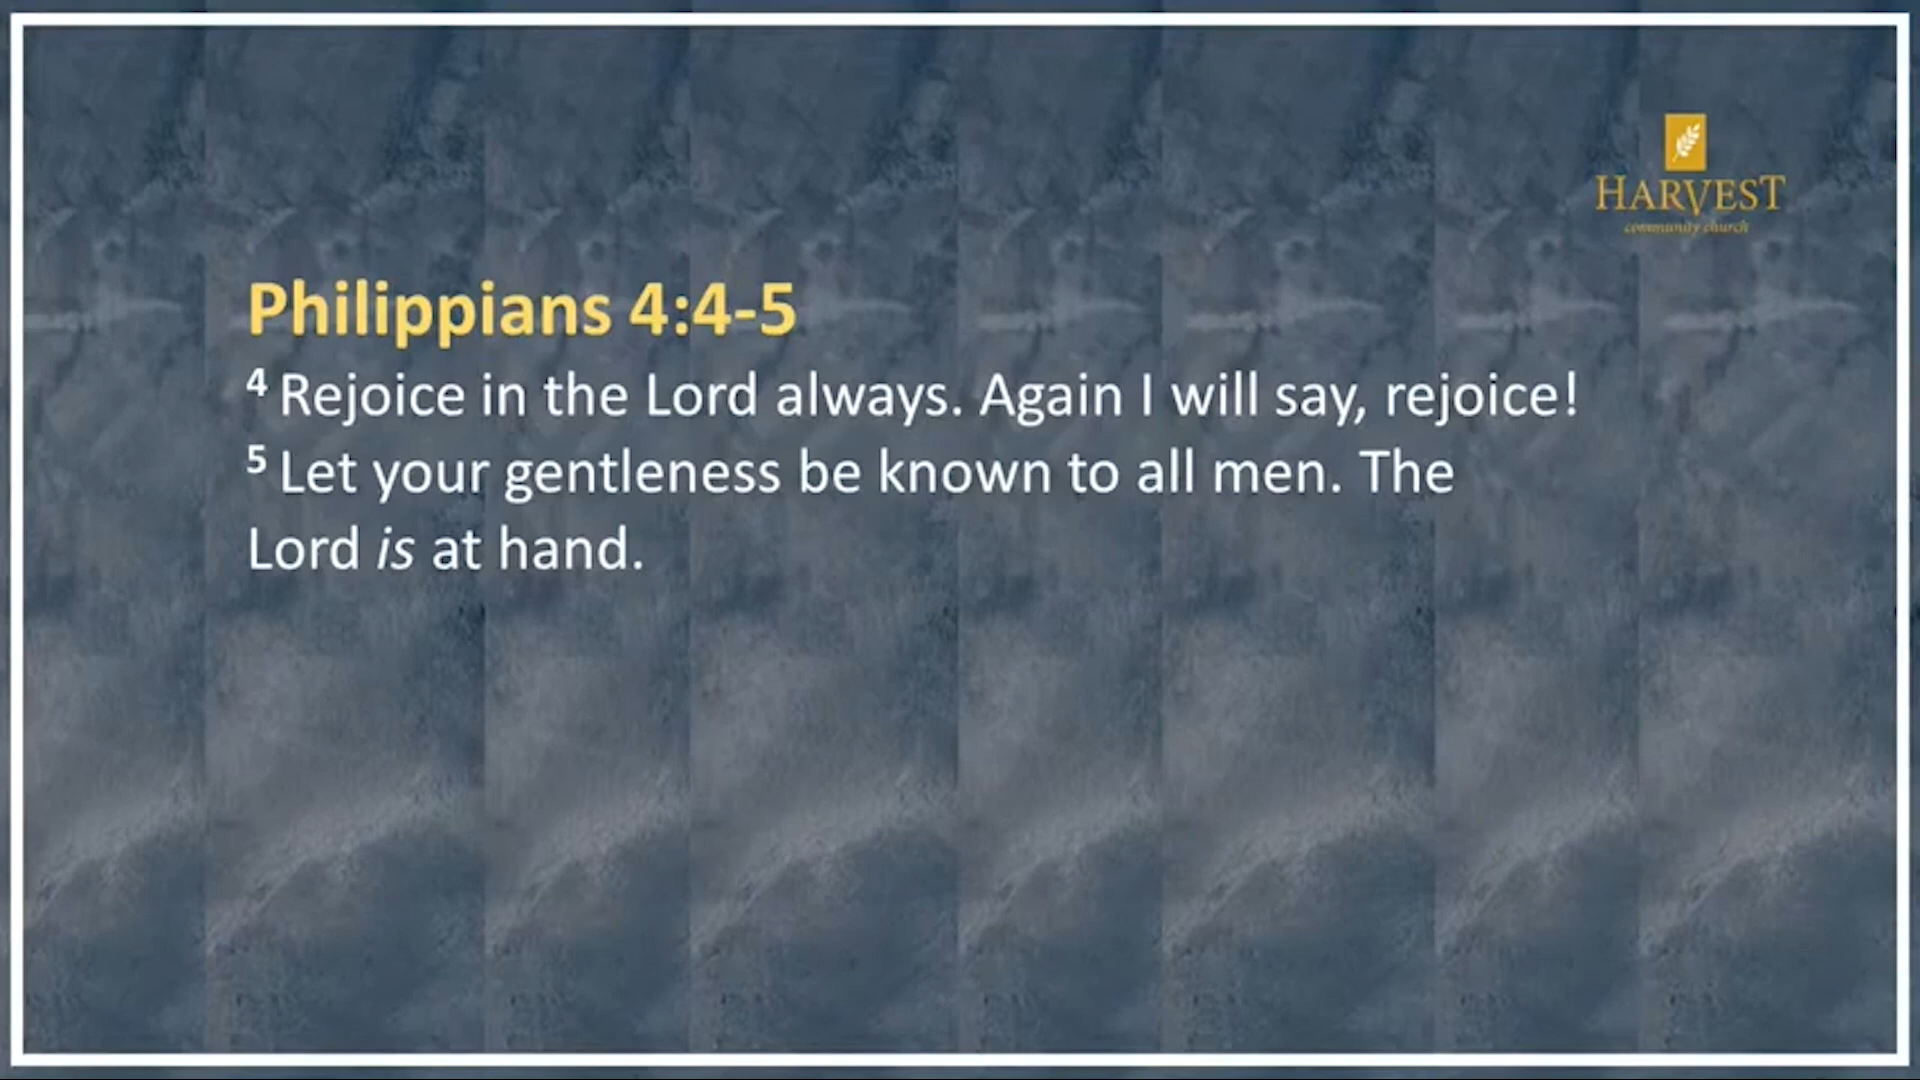 HARVEST
community church
Philippians 4:4-5
4 Rejoice in the Lord always. Again I will say, rejoice!
5 Let your gentleness be known to all men. The
Lord is at hand.